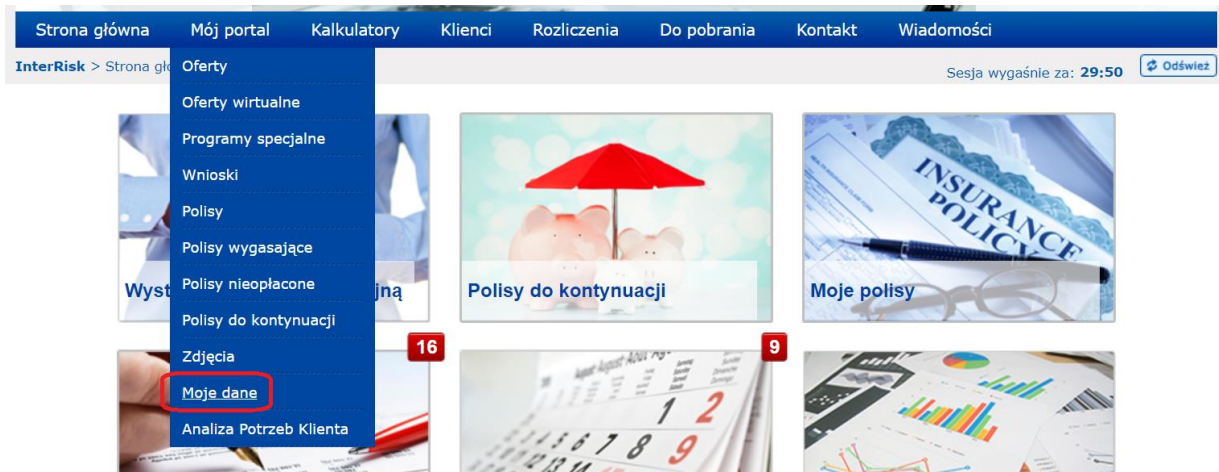 Strona główna Mój portal Kalkulatory Klienci Rozliczenia Do pobrania Kontakt Wiadomości
InterRisk > Strona głó
Sesja wygaśnie za: 29:50 Odśwież
Oferty
Oferty wirtualne
Programy specjalne
Wnioski
Polisy
Polisy wygasające
Polisy nieopłacone
Polisy do kontynuacji
Zdjęcia
Moje dane
Analiza Potrzeb Klienta
INSURANCE
POLICY
Wyst jną
Polisy do kontynuacji
Moje polisy
16
9
1 2
3 4 5 6 7 8 9